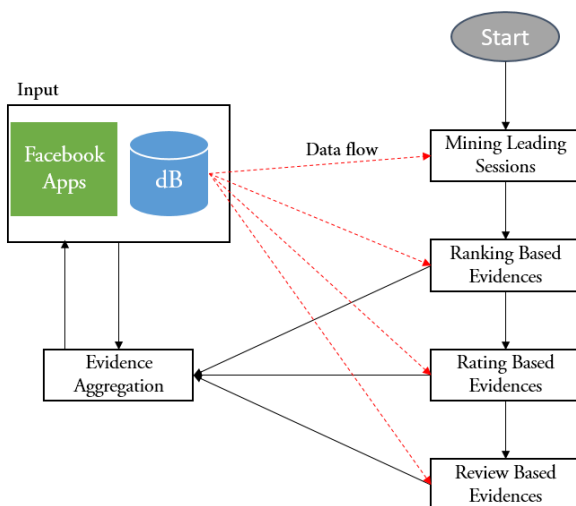 Start
Input
Facebook
Apps
dB
Data flow
Mining Leading
Sessions
Ranking Based
Evidences
Evidence
Aggregation
Rating Based
Evidences
Review Based
Evidences